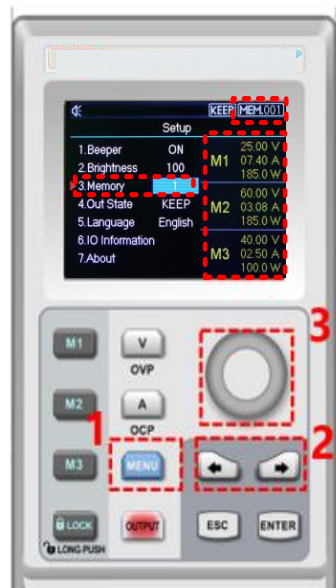 KEEP MEM.001
Setup
1.Beeper ON
2.Brightness 100
3.Memory 1
4.Out State KEEP
5.Language English
6.IO Information
7.About
M1 25.00 V
07.40 A
185.0 W
M2 60.00 V
03.08 A
185.0 W
M3 40.00 V
02.50 A
100.0 W
3
M1 V
OVP
M2 A
OCP
1
2
M3 MENU
LOCK OUTPUT ESC ENTER
LONG PUSH